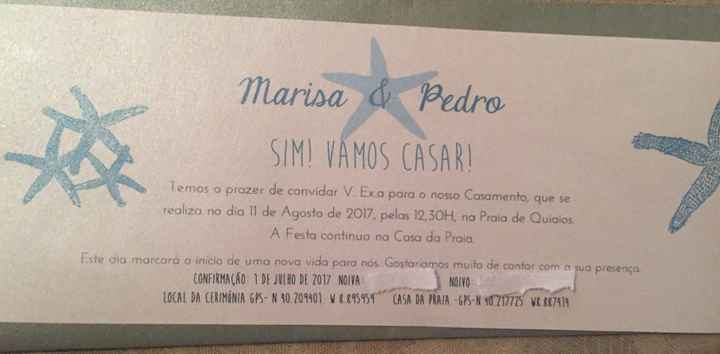 Marisa & Pedro
SIM! VAMOS CASAR!
Temos o prazer de convidar V. Ex.a para o nosso Casamento, que se
realiza no dia 11 de Agosto de 2017, pelas 12,30H, na Praia de Quiaios.
A Festa continua na Casa da Praia.
Este dia marcará o início de uma nova vida para nós. Gostaríamos muito de contar com a sua presença.
CONFIRMAÇÃO: 1 DE JULHO DE 2017 NOIVA NOIVO
LOCAL DA CERIMÓNIA GPS- N 40.209401 W 8.895959 CASA DA PRAIA -GPS-N 40.217725 W8.887919